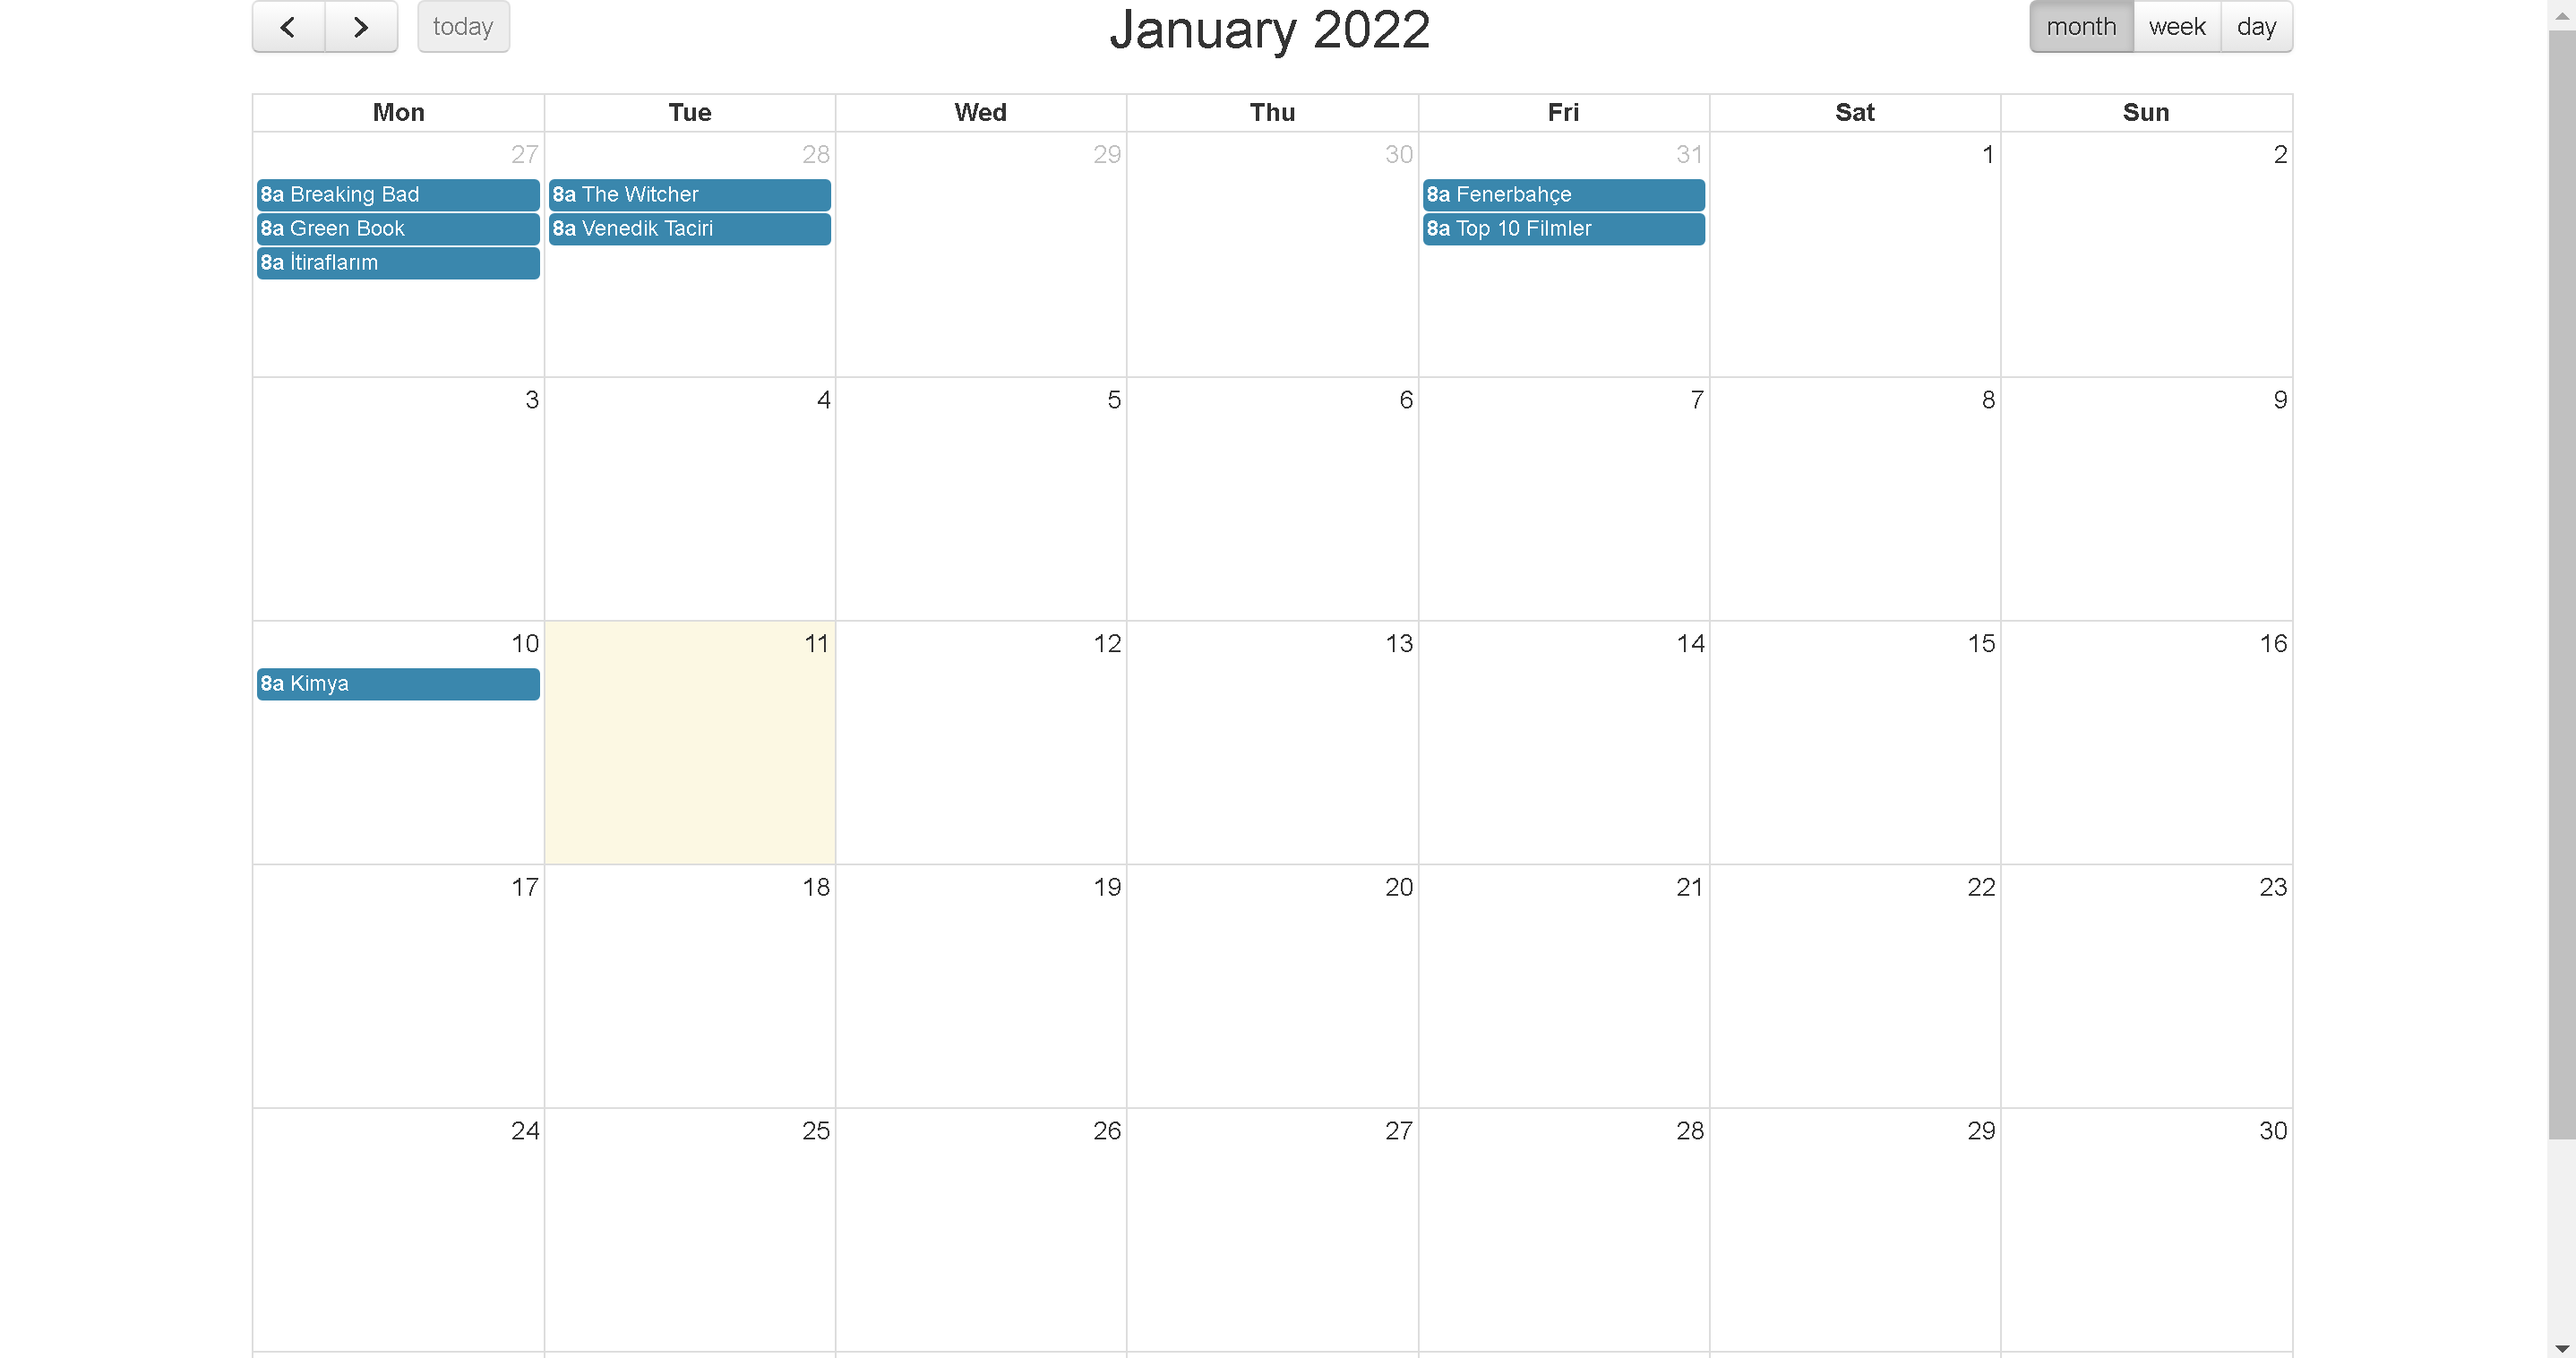 today
January 2022
month week day
Mon Tue Wed Thu Fri Sat Sun
27 28 29 30 31 1 2
8a Breaking Bad 8a The Witcher 8a Fenerbahçe
8a Green Book 8a Venedik Taciri 8a Top 10 Filmler
8a İtiraflarım
3 4 5 6 7 8 9
10 11 12 13 14 15 16
8a Kimya
17 18 19 20 21 22 23
24 25 26 27 28 29 30